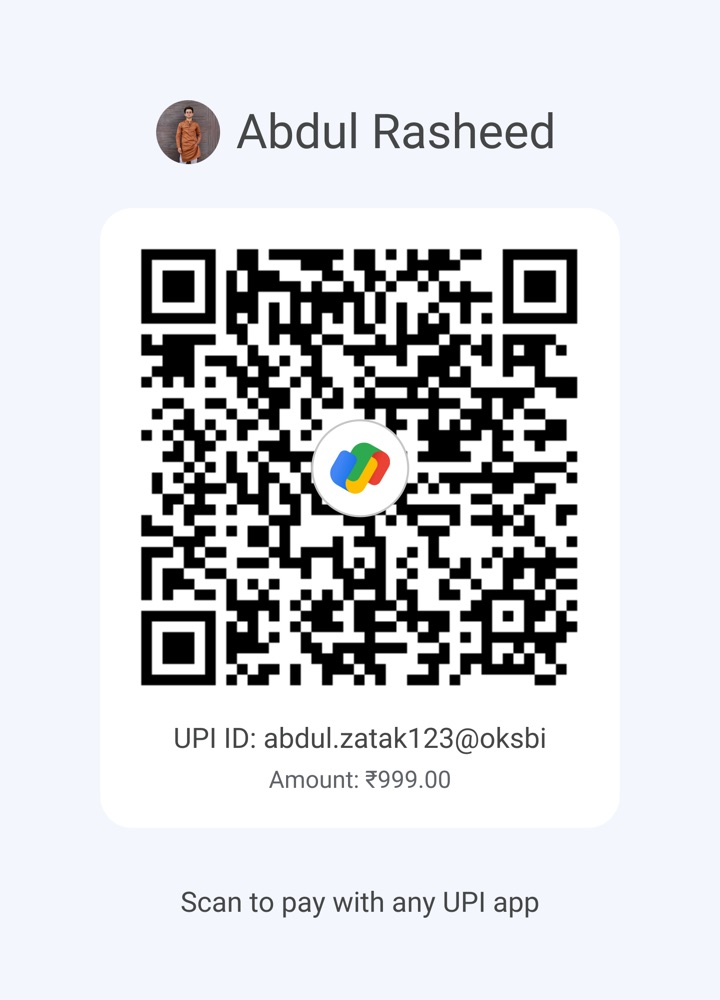 Abdul Rasheed
UPI ID: abdul.zatak123@oksbi
Amount: ₹999.00
Scan to pay with any UPI app